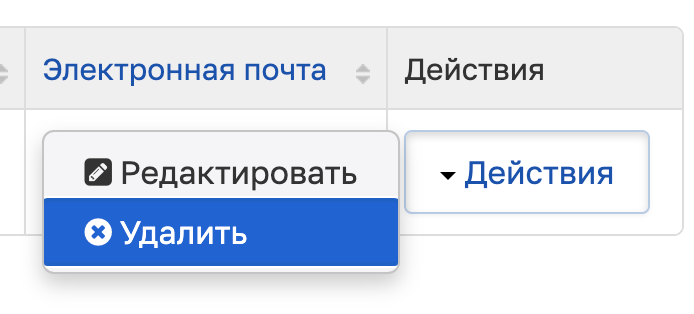 Электронная почта
Действия
Редактировать
Действия
Удалить